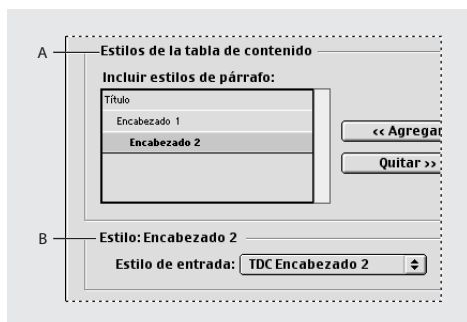 A
Estilos de la tabla de contenido
Incluir estilos de párrafo:
Título
Encabezado 1
Encabezado 2
<< Agregar
Quitar >>
B
Estilo: Encabezado 2
Estilo de entrada: TDC Encabezado 2